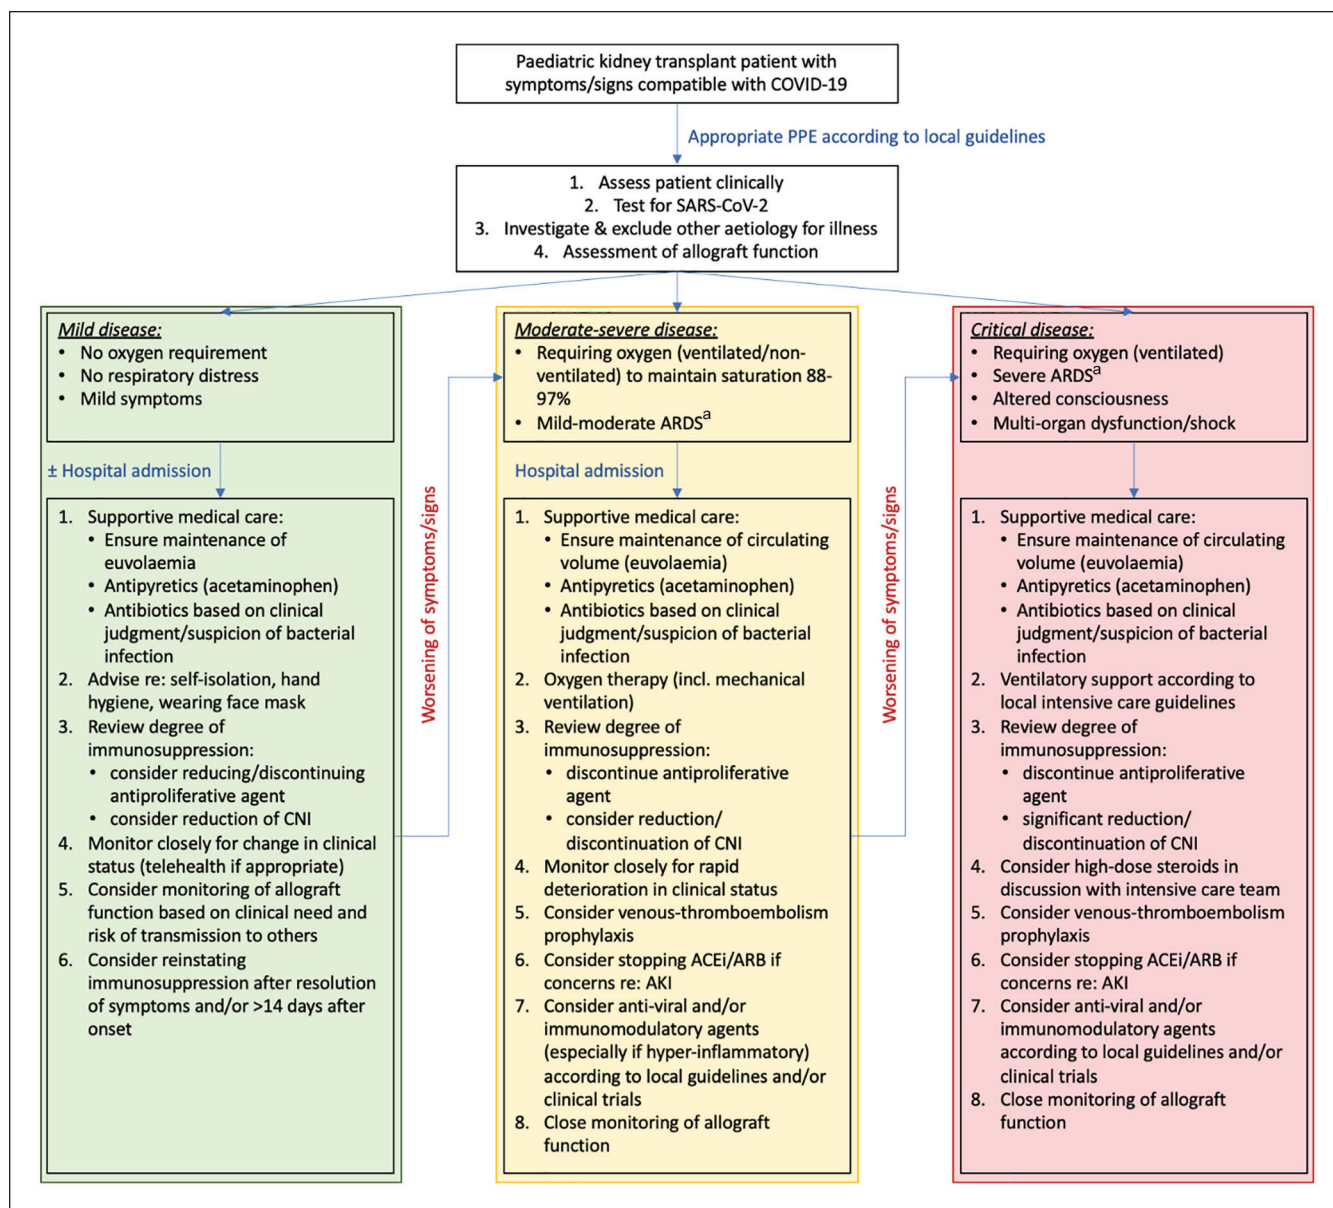 Paediatric kidney transplant patient with
symptoms/signs compatible with COVID-19
Appropriate PPE according to local guidelines
1. Assess patient clinically
2. Test for SARS-CoV-2
3. Investigate & exclude other aetiology for illness
4. Assessment of allograft function
Mild disease:
• No oxygen requirement
• No respiratory distress
• Mild symptoms
± Hospital admission
1. Supportive medical care:
• Ensure maintenance of
euvolaemia
• Antipyretics (acetaminophen)
• Antibiotics based on clinical
judgment/suspicion of bacterial
infection
2. Advise re: self-isolation, hand
hygiene, wearing face mask
3. Review degree of
immunosuppression:
• consider reducing/discontinuing
antiproliferative agent
• consider reduction of CNI
4. Monitor closely for change in clinical
status (telehealth if appropriate)
5. Consider monitoring of allograft
function based on clinical need and
risk of transmission to others
6. Consider reinstating
immunosuppression after resolution
of symptoms and/or >14 days after
onset
Worsening of symptoms/signs
Moderate-severe disease:
• Requiring oxygen (ventilated/non-
ventilated) to maintain saturation 88-
97%
• Mild-moderate ARDSa
Hospital admission
1. Supportive medical care:
• Ensure maintenance of circulating
volume (euvolaemia)
• Antipyretics (acetaminophen)
• Antibiotics based on clinical
judgment/suspicion of bacterial
infection
2. Oxygen therapy (incl. mechanical
ventilation)
3. Review degree of
immunosuppression:
• discontinue antiproliferative
agent
• consider reduction/
discontinuation of CNI
4. Monitor closely for rapid
deterioration in clinical status
5. Consider venous-thromboembolism
prophylaxis
6. Consider stopping ACEi/ARB if
concerns re: AKI
7. Consider anti-viral and/or
immunomodulatory agents
(especially if hyper-inflammatory)
according to local guidelines and/or
clinical trials
8. Close monitoring of allograft
function
Worsening of symptoms/signs
Critical disease:
• Requiring oxygen (ventilated)
• Severe ARDSa
• Altered consciousness
• Multi-organ dysfunction/shock
1. Supportive medical care:
• Ensure maintenance of circulating
volume (euvolaemia)
• Antipyretics (acetaminophen)
• Antibiotics based on clinical
judgment/suspicion of bacterial
infection
2. Ventilatory support according to
local intensive care guidelines
3. Review degree of
immunosuppression:
• discontinue antiproliferative
agent
• significant reduction/
discontinuation of CNI
4. Consider high-dose steroids in
discussion with intensive care team
5. Consider venous-thromboembolism
prophylaxis
6. Consider stopping ACEi/ARB if
concerns re: AKI
7. Consider anti-viral and/or
immunomodulatory agents
according to local guidelines and/or
clinical trials
8. Close monitoring of allograft
function